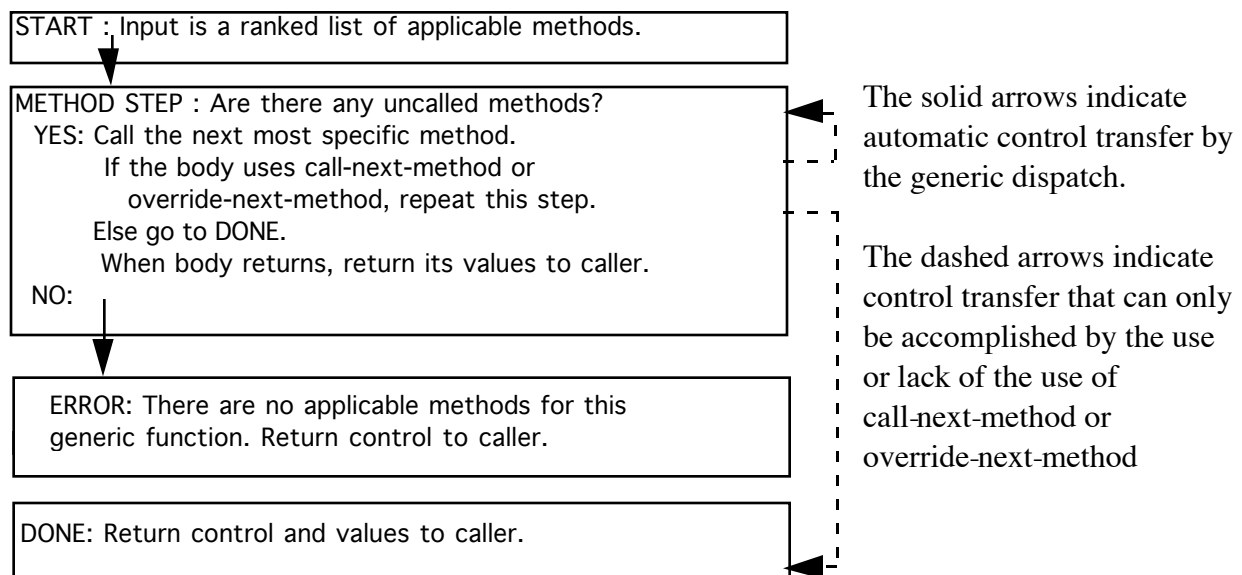 START : Input is a ranked list of applicable methods.
METHOD STEP : Are there any uncalled methods?
YES: Call the next most specific method.
If the body uses call-next-method or
override-next-method, repeat this step.
Else go to DONE.
When body returns, return its values to caller.
NO:
ERROR: There are no applicable methods for this
generic function. Return control to caller.
DONE: Return control and values to caller.
The solid arrows indicate
automatic control transfer by
the generic dispatch.
The dashed arrows indicate
control transfer that can only
be accomplished by the use
or lack of the use of
call-next-method or
override-next-method